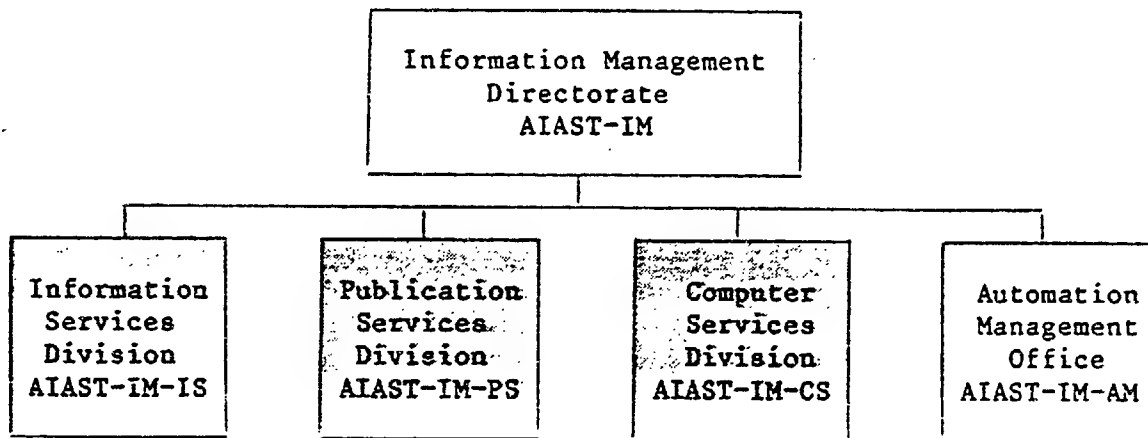 Information Management
Directorate
AIAST-IM
Information
Services
Division
AIAST-IM-IS
Publication
Services
Division
AIAST-IM-PS
Computer
Services
Division
AIAST-IM-CS
Automation
Management
Office
AIAST-IM-AM